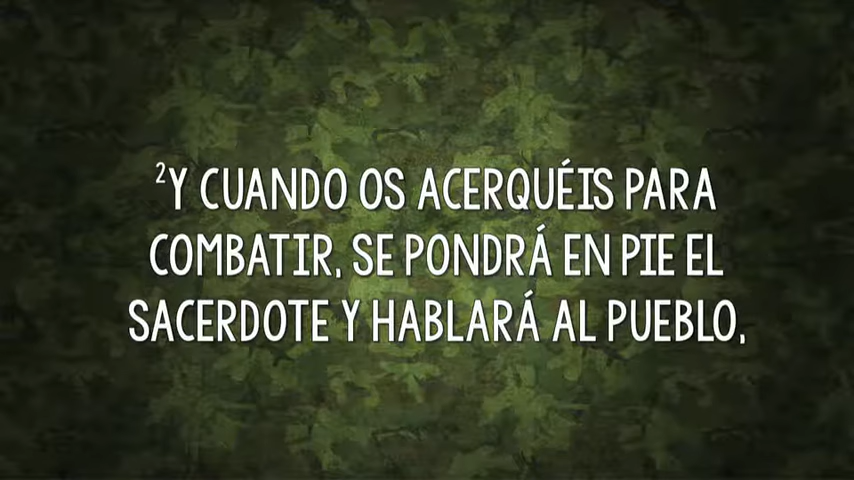 ²Y CUANDO OS ACERQUÉIS PARA
COMBATIR, SE PONDRÁ EN PIE EL
SACERDOTE Y HABLARÁ AL PUEBLO,